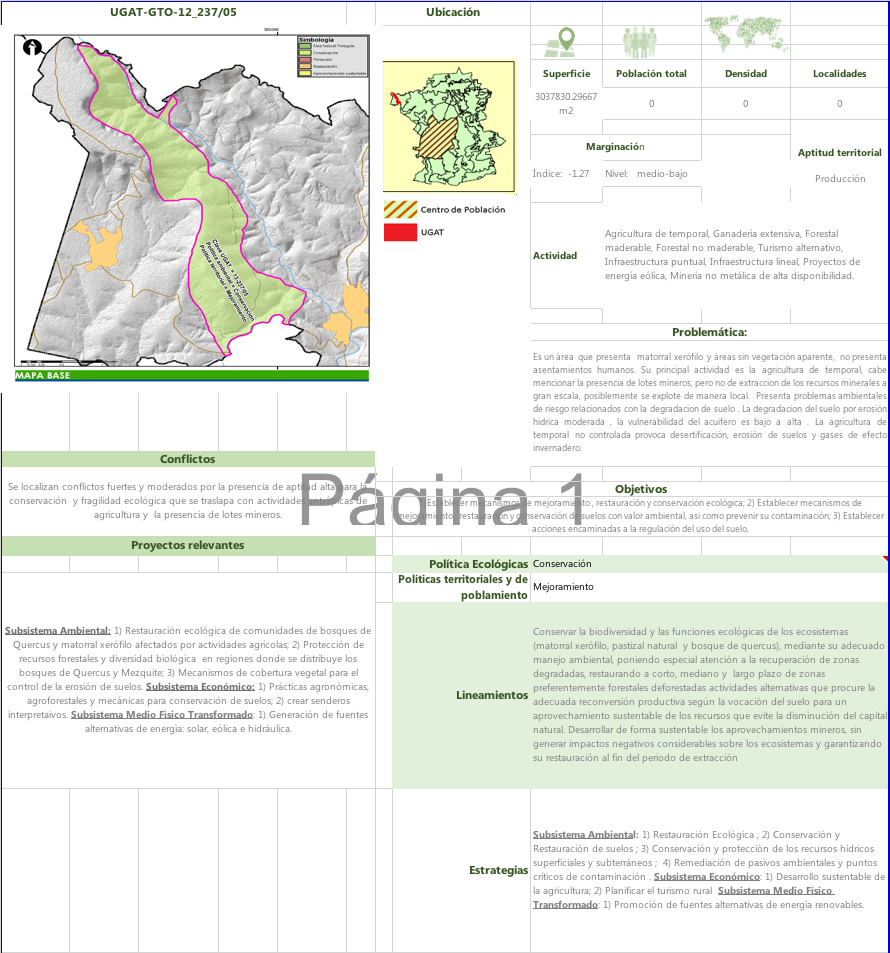 UGAT-GTO-12_237/05
Ubicación
Simbología
Área Natural Protegida
Conservación
Protección
Restauración
Aprovechamiento sustentable
Clave UGAT = 13-237/05
Política ambiental = Conservación
Política territorial = Mejoramiento
MAPA BASE
Centro de Población
UGAT
Superficie
Población total
Densidad
Localidades
3037830.29667
m2
0
0
0
Marginación
Aptitud territorial
Índice: -1.27
Nivel: medio-bajo
Producción
Actividad
Agricultura de temporal, Ganadería extensiva, Forestal
maderable, Forestal no maderable, Turismo alternativo,
Infraestructura puntual, Infraestructura lineal, Proyectos de
energía eólica, Minería no metálica de alta disponibilidad.
Problemática:
Es un área que presenta matorral xerófilo y áreas sin vegetación aparente, no presenta
asentamientos humanos. Su principal actividad es la agricultura de temporal, cabe
mencionar la presencia de lotes mineros, pero no de extraccion de los recursos minerales a
gran escala, posiblemente se explote de manera local. Presenta problemas ambientales
de riesgo relacionados con la degradacion de suelo . La degradacion del suelo por erosión
hidrica moderada , la vulnerabilidad del acuifero es bajo a alta . La agricultura de
temporal no controlada provoca desertificación, erosión de suelos y gases de efecto
invernadero.
Conflictos
Se localizan conflictos fuertes y moderados por la presencia de aptitud alta para la
conservación y fragilidad ecológica que se traslapa con actividades antrópicas de
agricultura y la presencia de lotes mineros.
Página 1
Objetivos
1) Establecer mecanismos de mejoramiento , restauración y conservación ecológica; 2) Establecer mecanismos de
mejoramiento, restauración y conservación de suelos con valor ambiental, asi como prevenir su contaminación; 3) Establecer
acciones encaminadas a la regulación del uso del suelo.
Proyectos relevantes
Subsistema Ambiental: 1) Restauración ecológica de comunidades de bosques de
Quercus y matorral xerófilo afectados por actividades agricolas; 2) Protección de
recursos forestales y diversidad biológica en regiones donde se distribuye los
bosques de Quercus y Mezquite; 3) Mecanismos de cobertura vegetal para el
control de la erosión de suelos. Subsistema Económico: 1) Prácticas agronómicas,
agroforestales y mecánicas para conservación de suelos; 2) crear senderos
interpretaivos. Subsistema Medio Fisico Transformado: 1) Generación de fuentes
alternativas de energia: solar, eólica e hidráulica.
Política Ecológicas
Conservación
Políticas territoriales y de
poblamiento
Mejoramiento
Lineamientos
Conservar la biodiversidad y las funciones ecológicas de los ecosistemas
(matorral xerófilo, pastizal natural y bosque de quercus), mediante su adecuado
manejo ambiental, poniendo especial atención a la recuperación de zonas
degradadas, restaurando a corto, mediano y largo plazo de zonas
preferentemente forestales deforestadas actividades alternativas que procure la
adecuada reconversión productiva según la vocación del suelo para un
aprovechamiento sustentable de los recursos que evite la disminución del capital
natural. Desarrollar de forma sustentable los aprovechamientos mineros, sin
generar impactos negativos considerables sobre los ecosistemas y garantizando
su restauración al fin del periodo de extracción
Estrategias
Subsistema Ambiental: 1) Restauración Ecológica ; 2) Conservación y
Restauración de suelos ; 3) Conservación y protección de los recursos hídricos
superficiales y subterráneos ; 4) Remediación de pasivos ambientales y puntos
criticos de contaminación . Subsistema Económico: 1) Desarrollo sustentable de
la agricultura; 2) Planificar el turismo rural Subsistema Medio Físico
Transformado: 1) Promoción de fuentes alternativas de energía renovables.